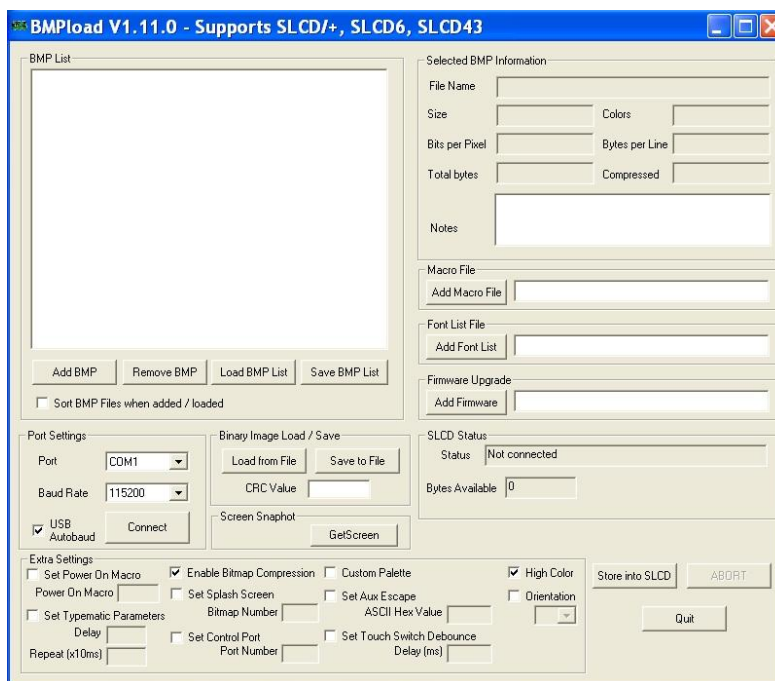 BMPload V1.11.0 - Supports SLCD/+, SLCD6, SLCD43
BMP List
Add BMP Remove BMP Load BMP List Save BMP List
Sort BMP Files when added / loaded
Selected BMP Information
File Name
Size Colors
Bits per Pixel Bytes per Line
Total bytes Compressed
Notes
Macro File
Add Macro File
Font List File
Add Font List
Firmware Upgrade
Add Firmware
Port Settings
Port COM1
Baud Rate 115200
USB
Autobaud
Connect
Binary Image Load / Save
Load from File Save to File
CRC Value
Screen Snaphot
GetScreen
SLCD Status
Status Not connected
Bytes Available 0
Extra Settings
Set Power On Macro Enable Bitmap Compression Custom Palette High Color
Power On Macro Set Splash Screen Set Aux Escape Orientation
Bitmap Number ASCII Hex Value
Set Typematic Parameters
Delay Set Control Port Set Touch Switch Debounce
Repeat (x10ms) Port Number Delay (ms)
Store into SLCD ABORT
Quit